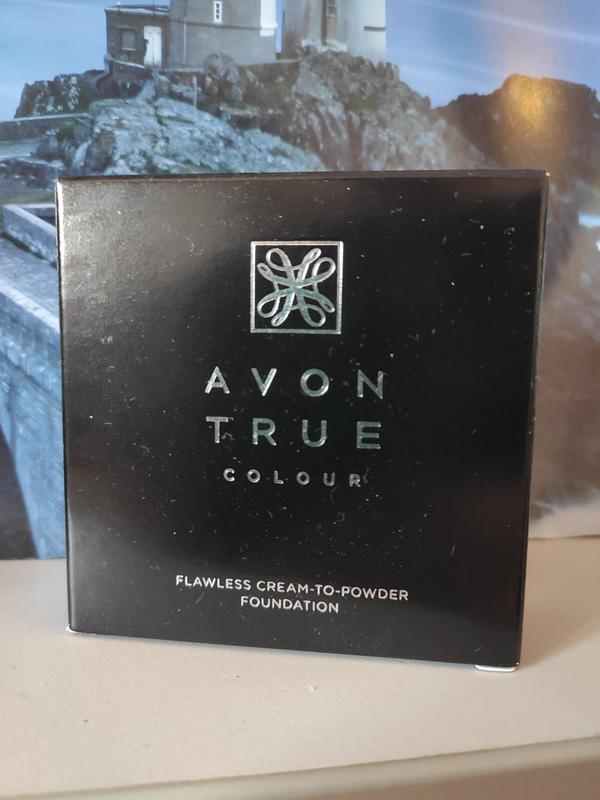 AVON
TRUE
COLOUR
FLAWLESS CREAM-TO-POWDER
FOUNDATION